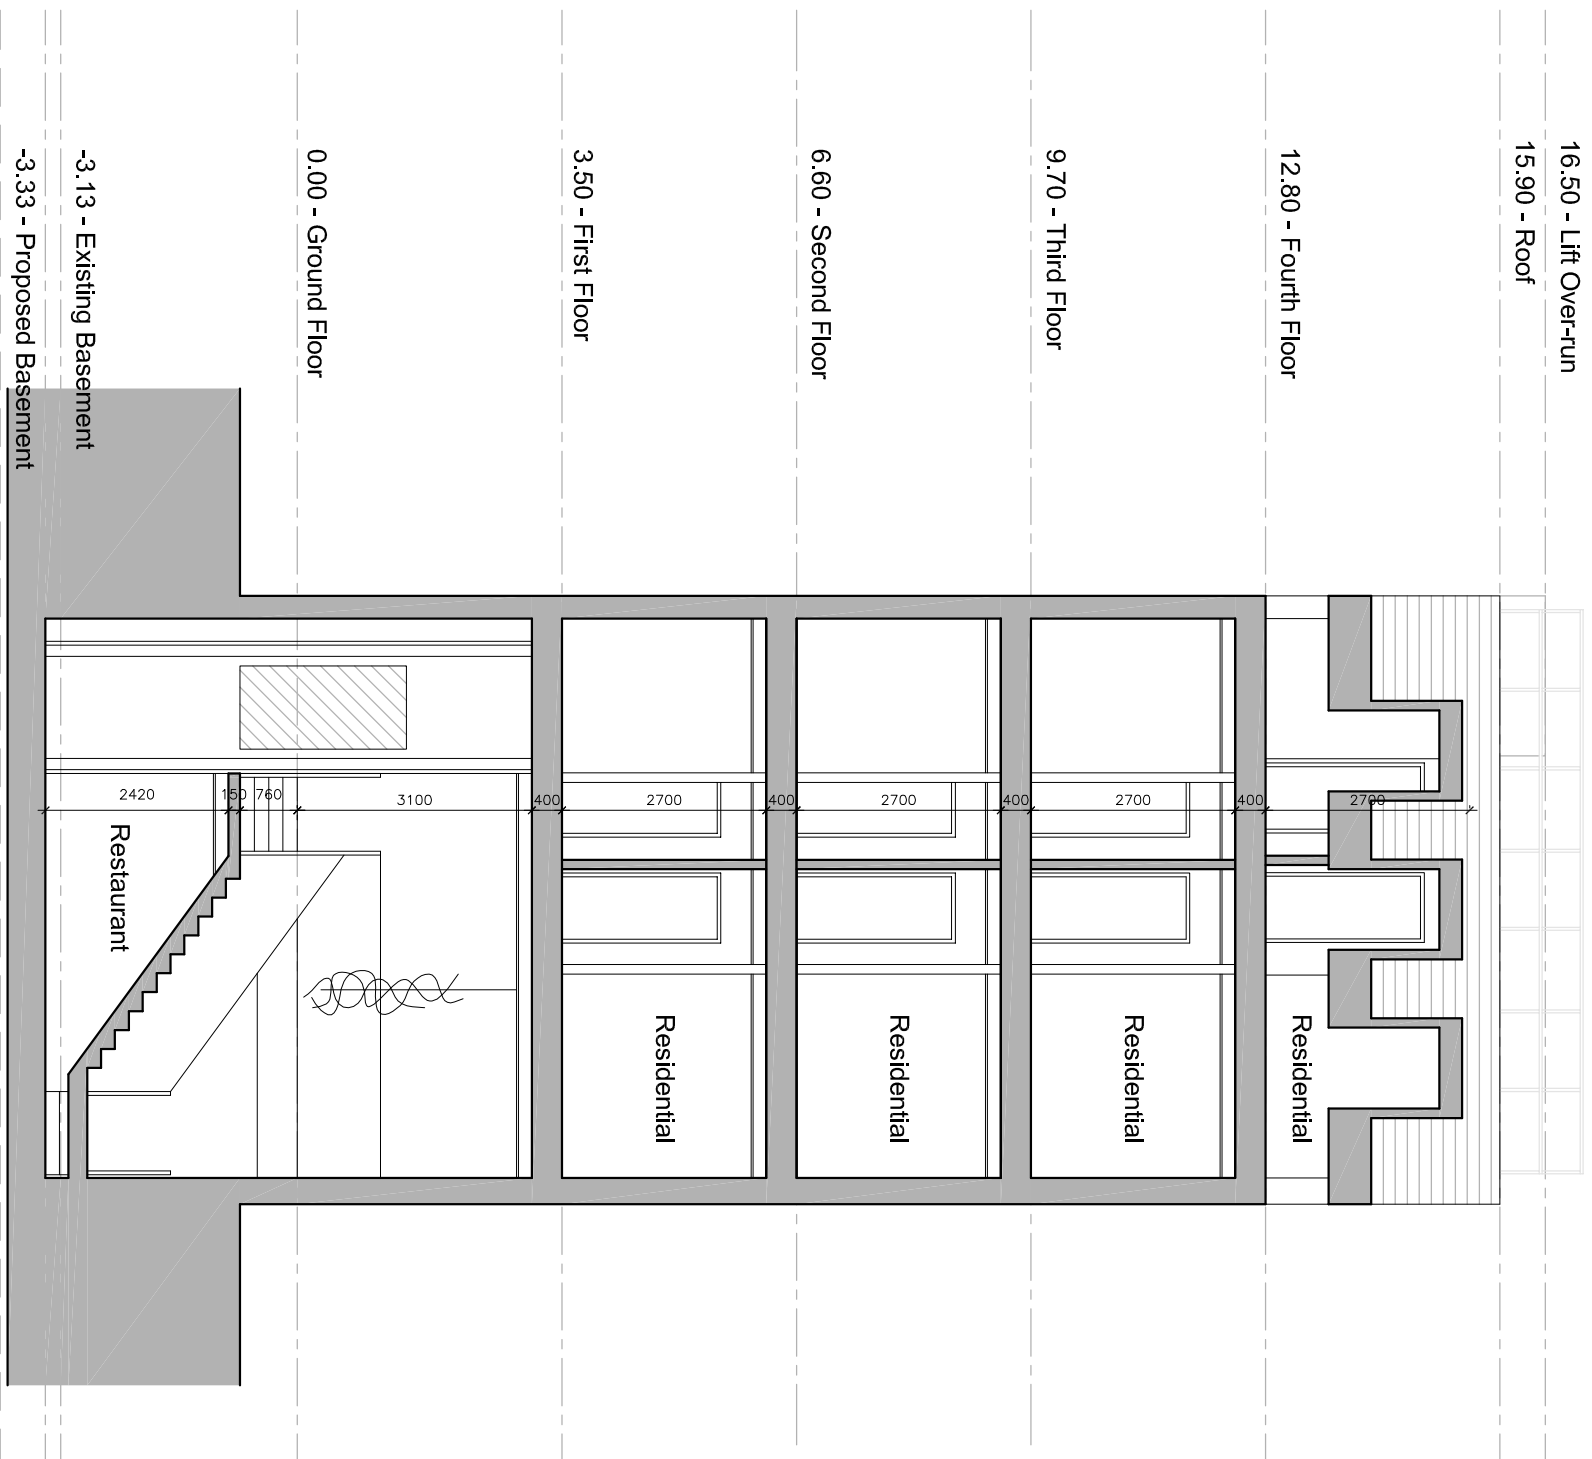 16.50 - Lift Over-run
15.90 - Roof
12.80 - Fourth Floor
9.70 - Third Floor
6.60 - Second Floor
3.50 - First Floor
0.00 - Ground Floor
-3.13 - Existing Basement
-3.33 - Proposed Basement
2700
400
2700
400
2700
400
2700
400
3100
760
150
2420
Residential
Residential
Residential
Residential
Restaurant